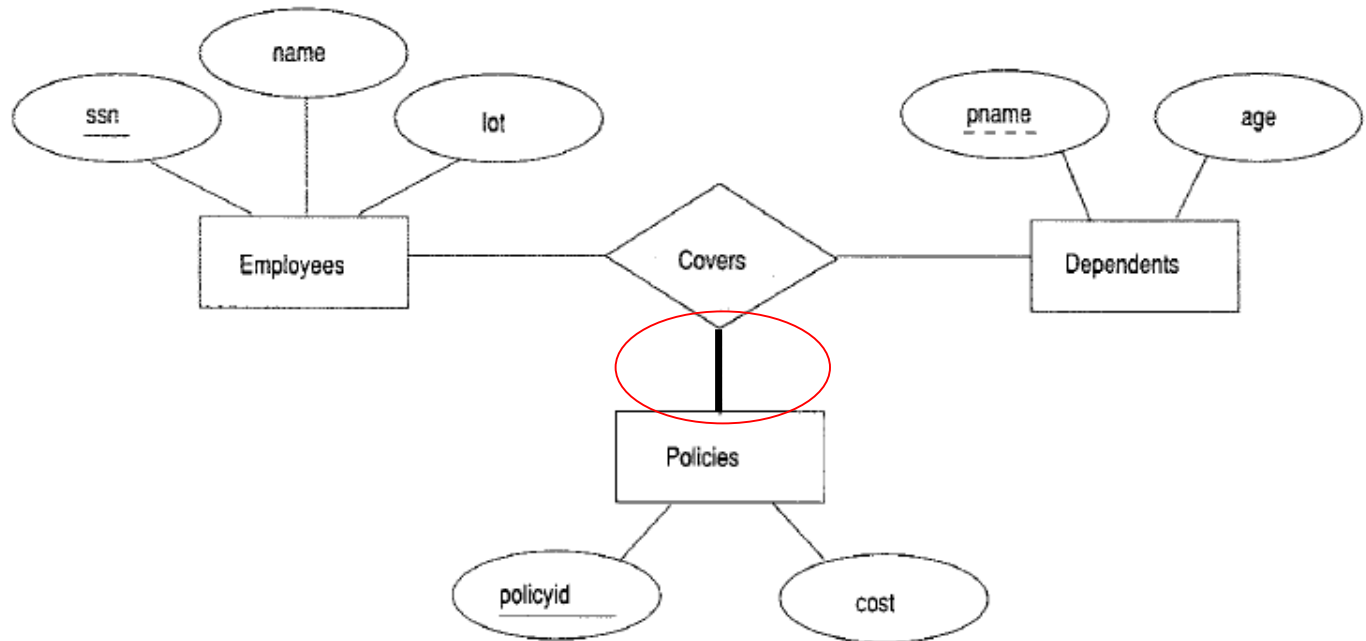 name
ssn
lot
pname
age
Employees
Covers
Dependents
Policies
policyid
cost